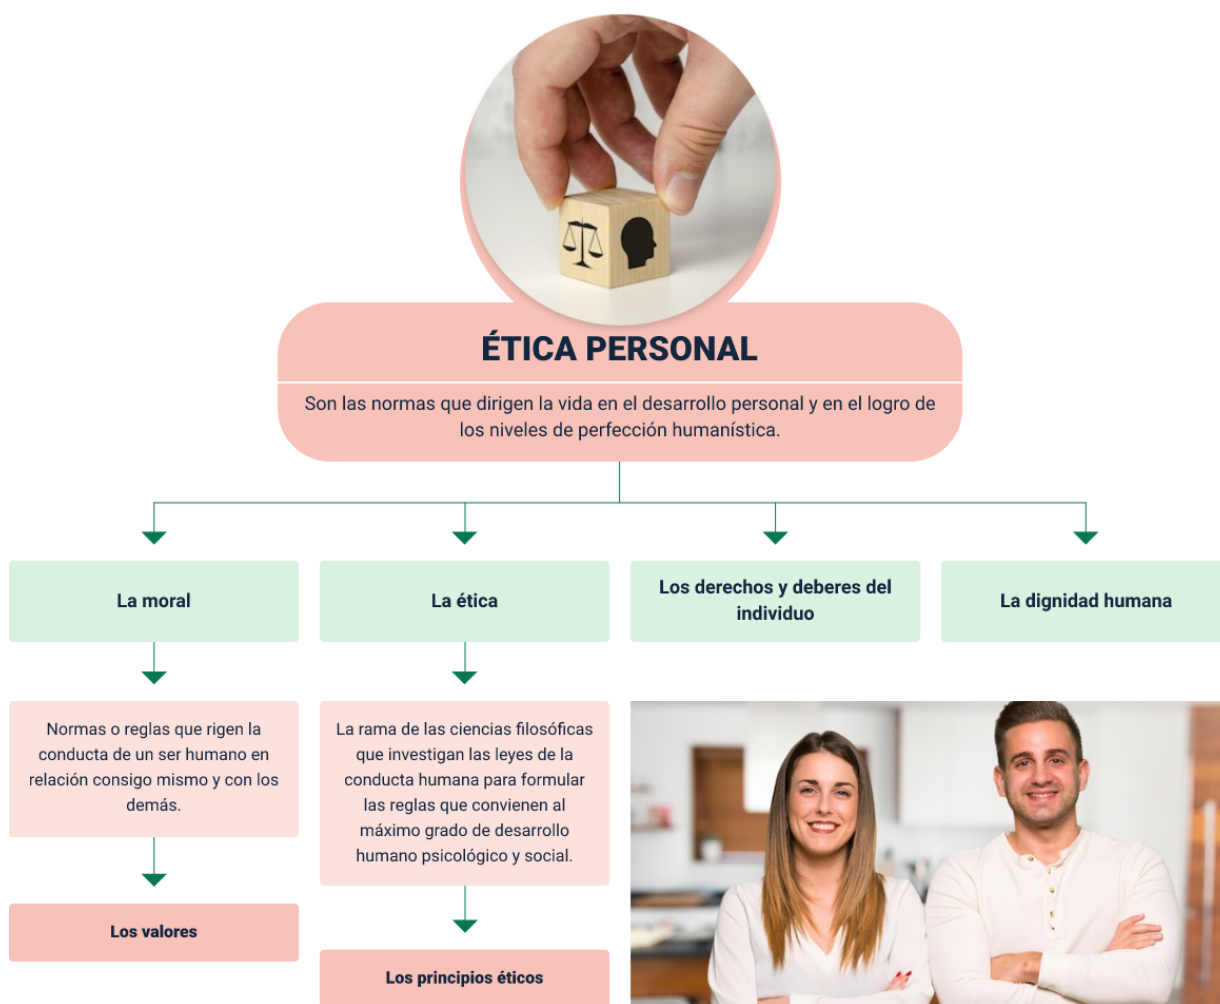 ÉTICA PERSONAL
Son las normas que dirigen la vida en el desarrollo personal y en el logro de
los niveles de perfección humanística.
La moral
La ética
Los derechos y deberes del
individuo
La dignidad humana
Normas o reglas que rigen la
conducta de un ser humano en
relación consigo mismo y con los
demás.
La rama de las ciencias filosóficas
que investigan las leyes de la
conducta humana para formular
las reglas que convienen al
máximo grado de desarrollo
humano psicológico y social.
Los valores
Los principios éticos